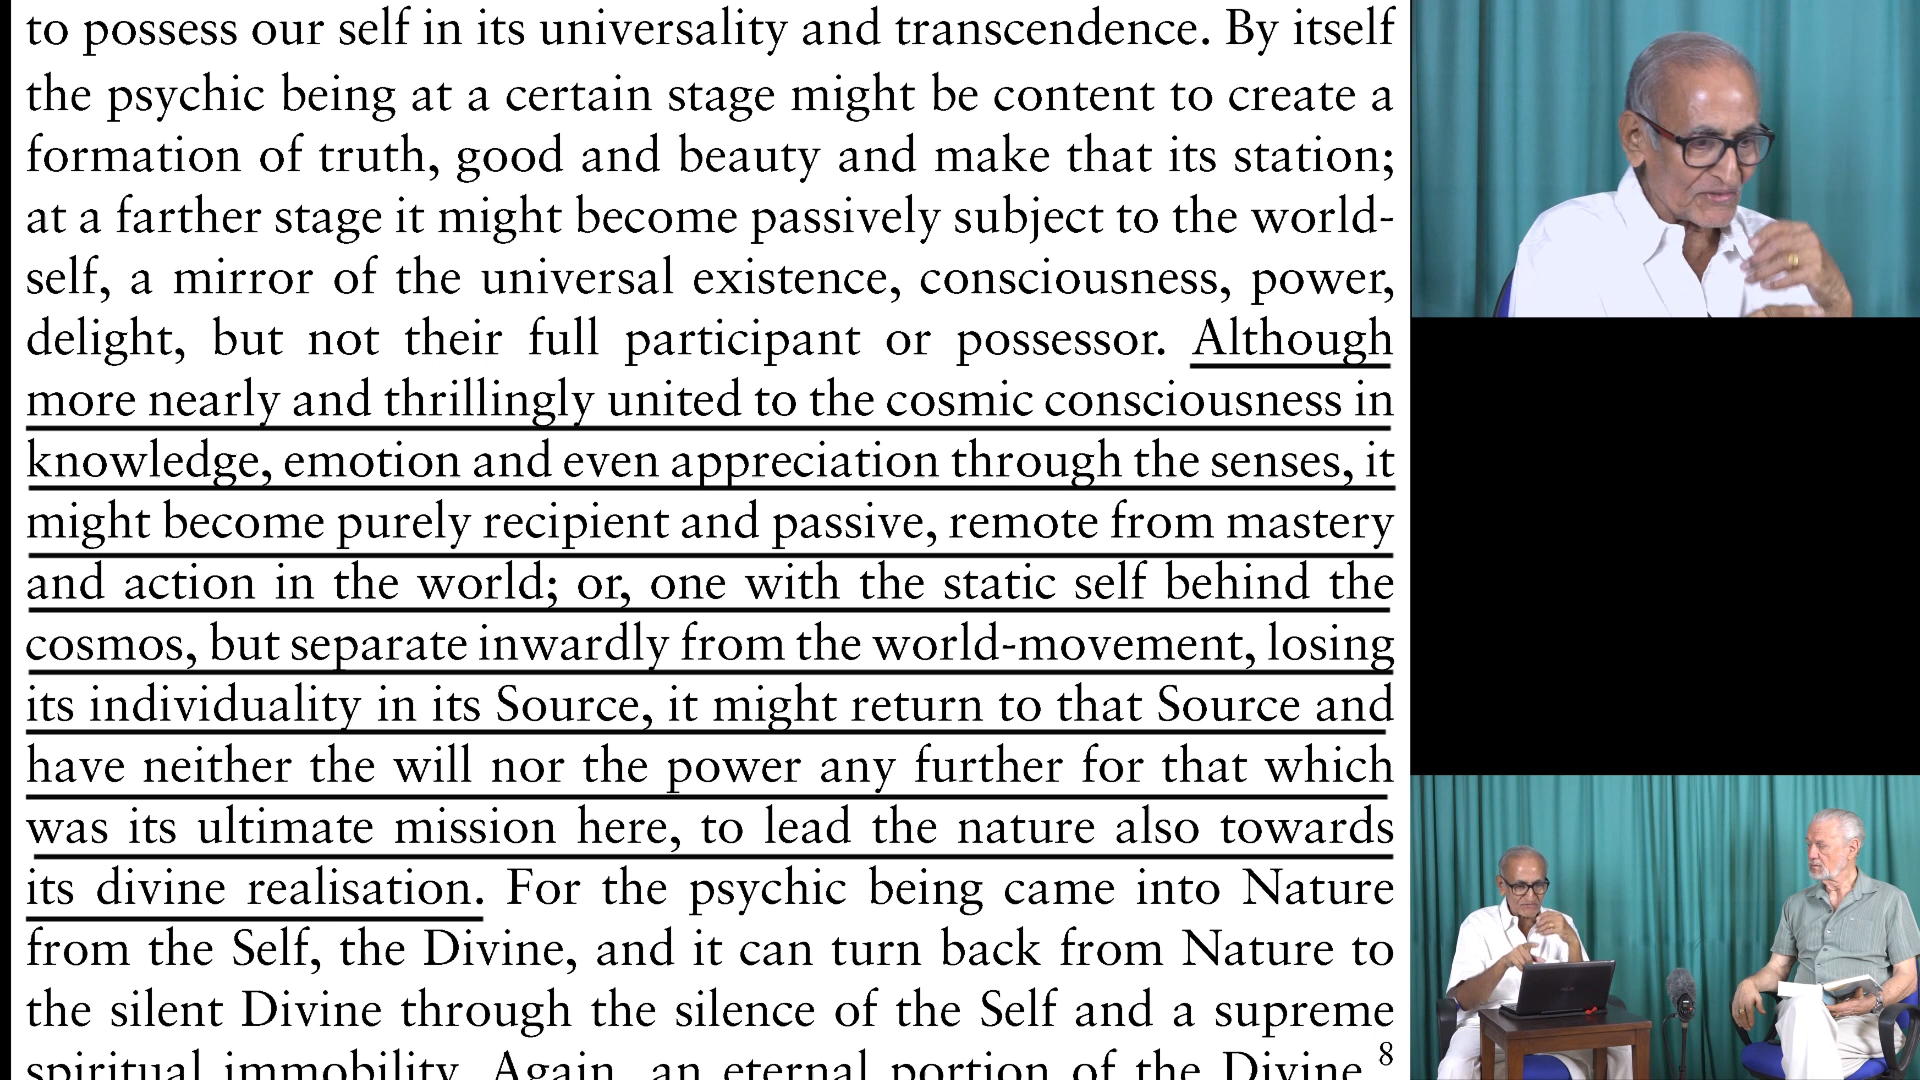 to possess our self in its universality and transcendence. By itself
the psychic being at a certain stage might be content to create a
formation of truth, good and beauty and make that its station;
at a farther stage it might become passively subject to the world-
self, a mirror of the universal existence, consciousness, power,
delight, but not their full participant or possessor. Although
more nearly and thrillingly united to the cosmic consciousness in
knowledge, emotion and even appreciation through the senses, it
might become purely recipient and passive, remote from mastery
and action in the world; or, one with the static self behind the
cosmos, but separate inwardly from the world-movement, losing
its individuality in its Source, it might return to that Source and
have neither the will nor the power any further for that which
was its ultimate mission here, to lead the nature also towards
its divine realisation. For the psychic being came into Nature
from the Self, the Divine, and it can turn back from Nature to
the silent Divine through the silence of the Self and a supreme
spiritual immobility. Again, an eternal portion of the Divine,8